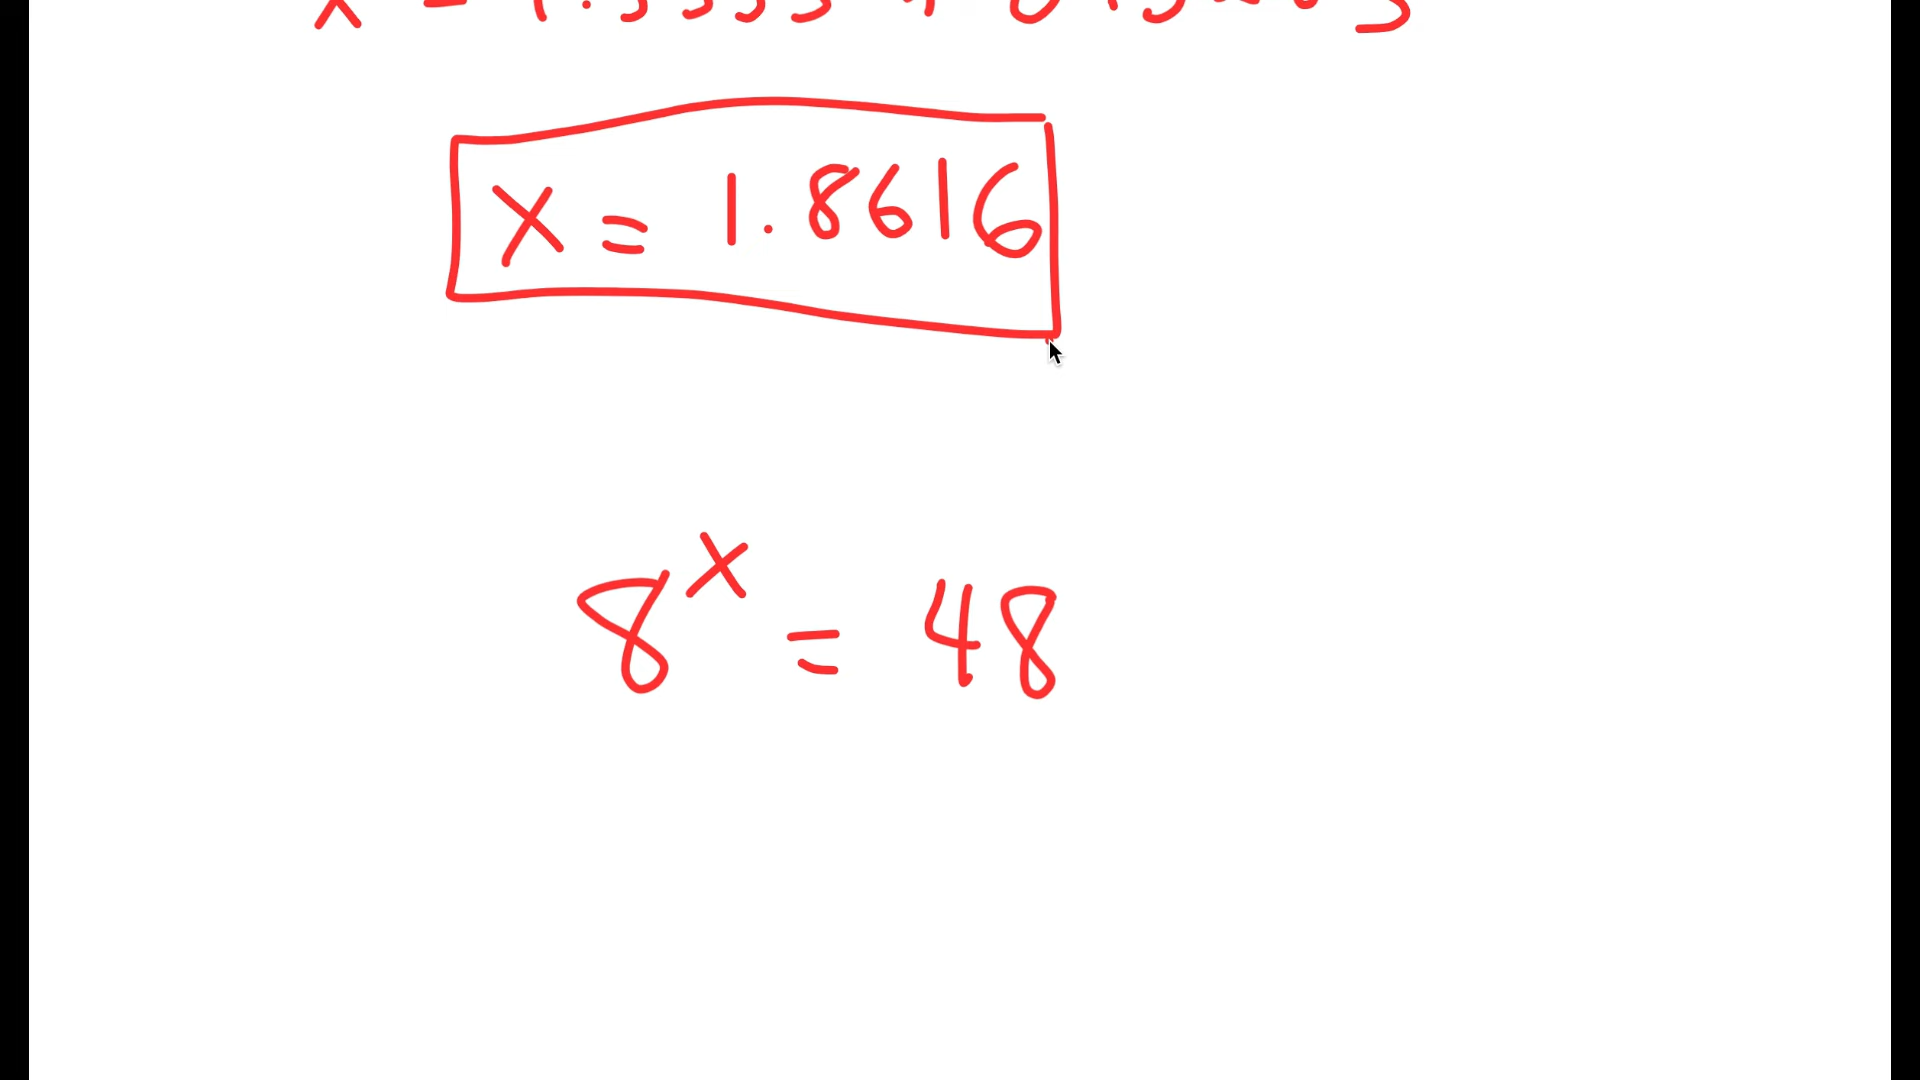 x = 1.8616
8^x = 48